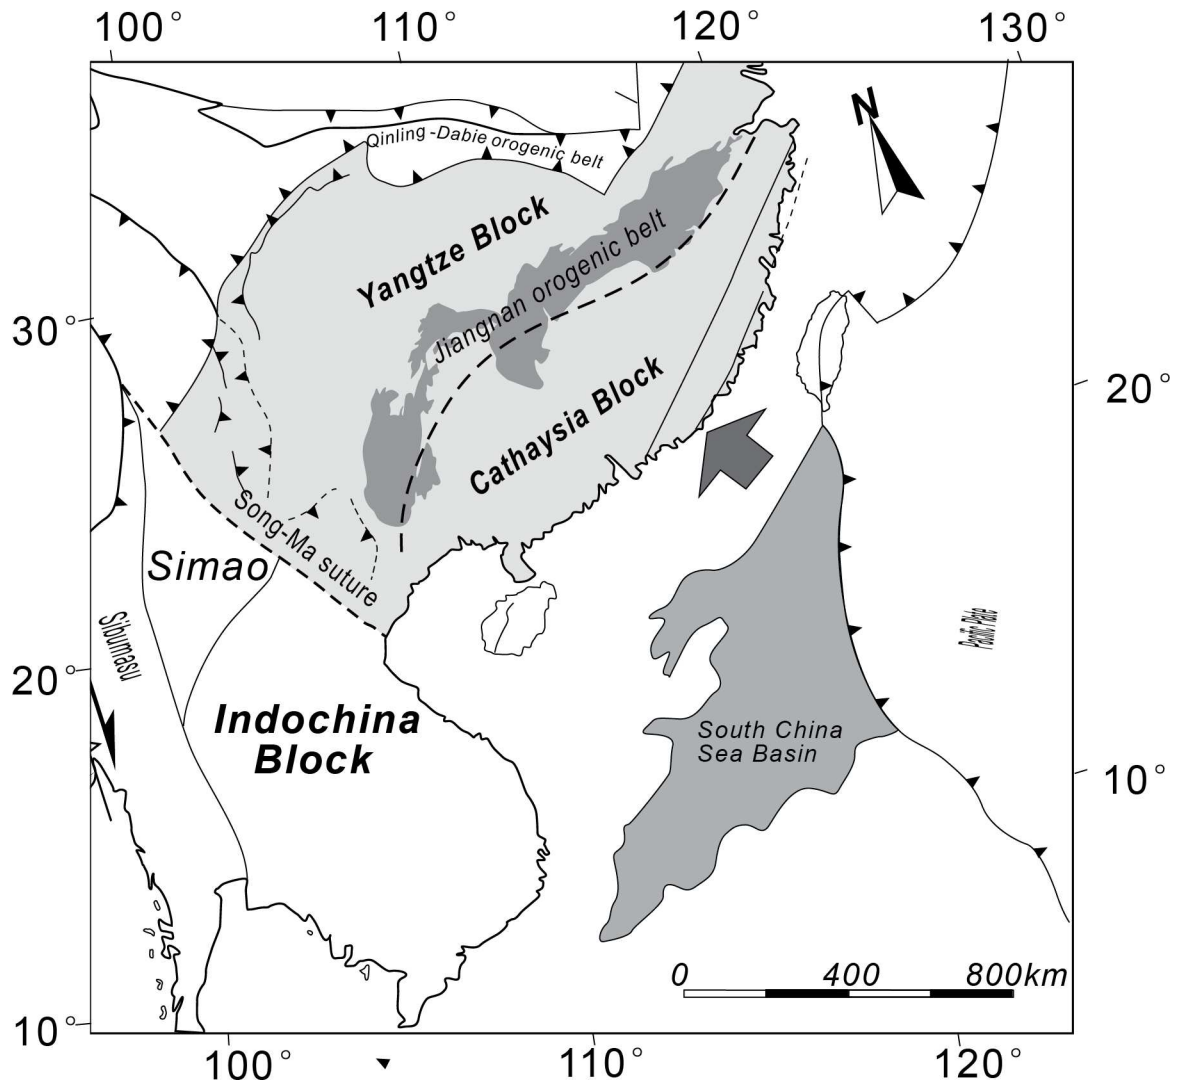 100°
110°
120°
130°
N
Qinling -Dabie orogenic belt
Yangtze Block
Jiangnan orogenic belt
30°
20°
Cathaysia Block
Song-Ma suture
Simao
Sibumasu
Pacific Plate
20°
Indochina
Block
South China
Sea Basin
10°
0 400 800km
10°
100°
110°
120°